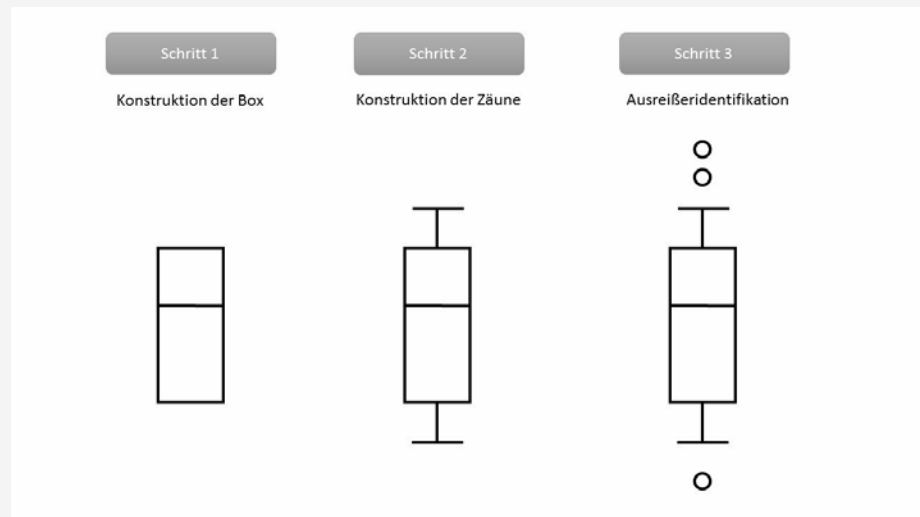 Schritt 1
Schritt 2
Schritt 3
Konstruktion der Box
Konstruktion der Zäune
Ausreißeridentifikation